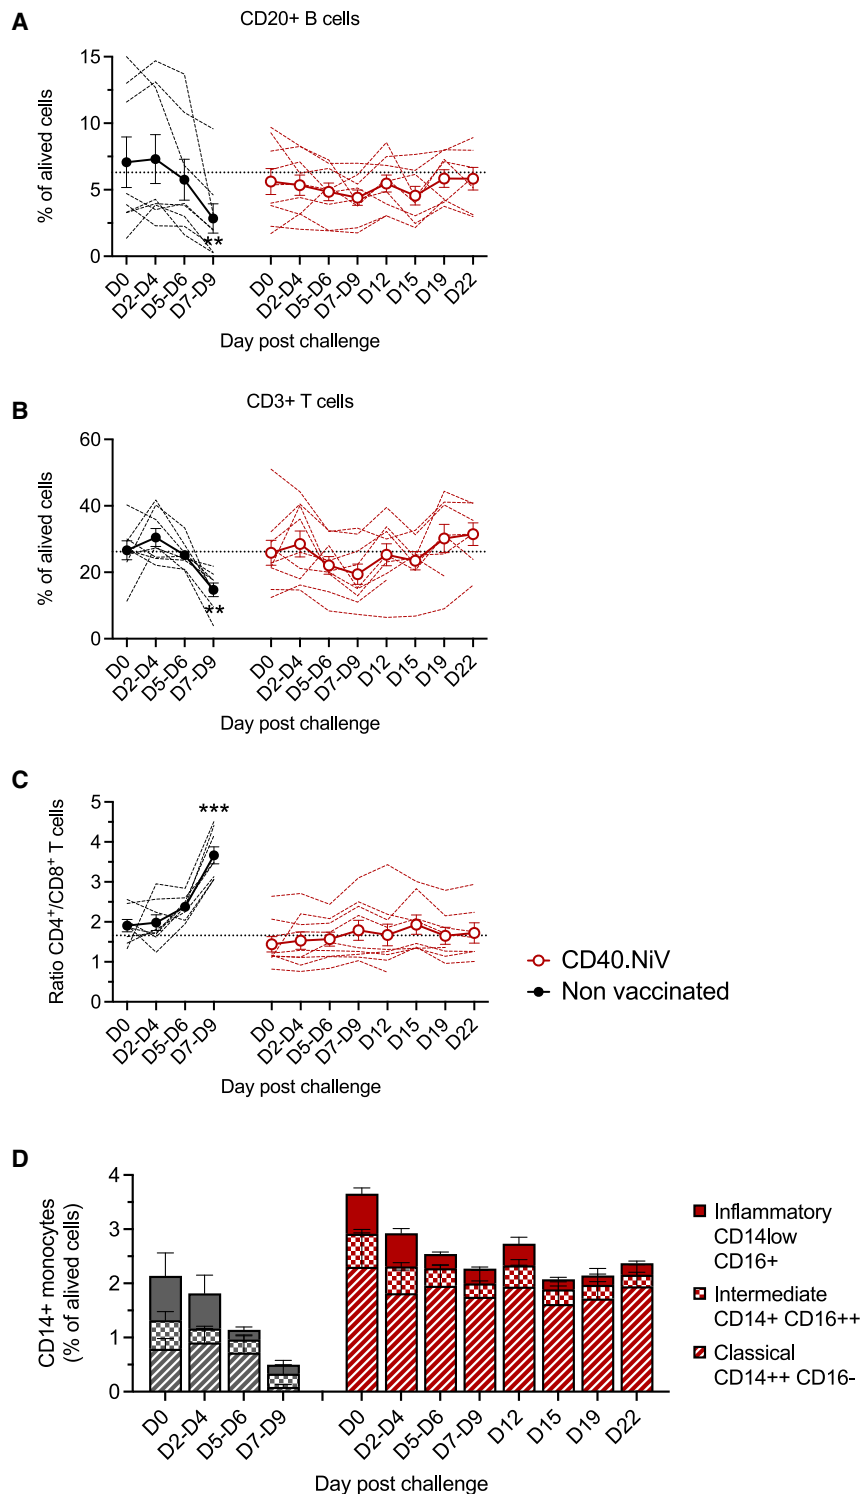 A
CD20+ B cells
% of alived cells
15
10
5
0
**
D0
D2-D4
D5-D6
D7-D9
D0
D2-D4
D5-D6
D7-D9
D12
D15
D19
D22
Day post challenge
B
CD3+ T cells
% of alived cells
60
40
20
0
**
D0
D2-D4
D5-D6
D7-D9
D0
D2-D4
D5-D6
D7-D9
D12
D15
D19
D22
Day post challenge
C
Ratio CD4⁺/CD8⁺ T cells
5
4
3
2
1
0
***
D0
D2-D4
D5-D6
D7-D9
D0
D2-D4
D5-D6
D7-D9
D12
D15
D19
D22
Day post challenge
CD40.NiV
Non vaccinated
D
CD14+ monocytes
(% of alived cells)
4
3
2
1
0
D0
D2-D4
D5-D6
D7-D9
D0
D2-D4
D5-D6
D7-D9
D12
D15
D19
D22
Day post challenge
Inflammatory
CD14low
CD16+
Intermediate
CD14+ CD16++
Classical
CD14++ CD16-